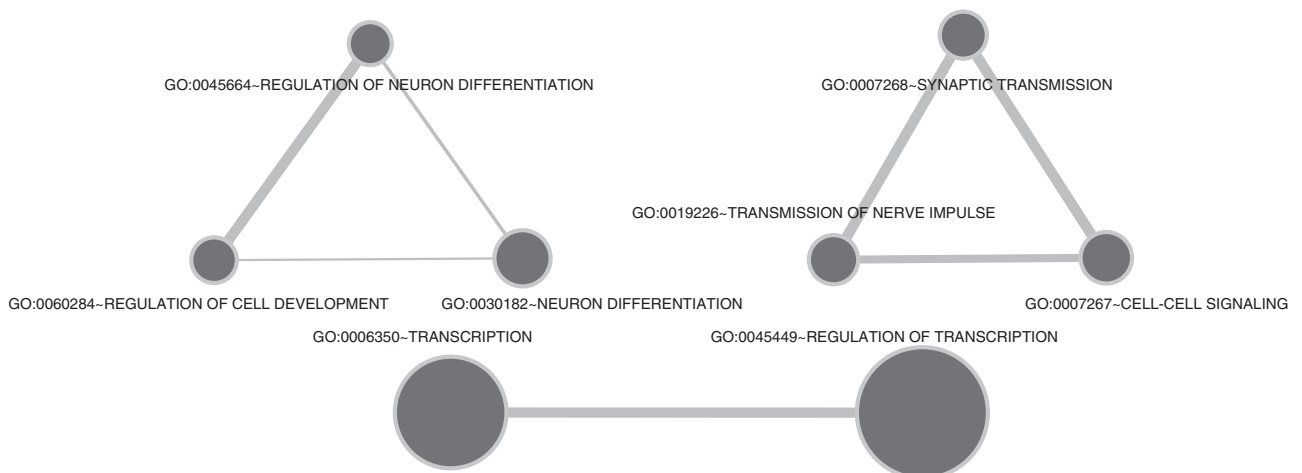 GO:0045664~REGULATION OF NEURON DIFFERENTIATION
GO:0007268~SYNAPTIC TRANSMISSION
GO:0019226~TRANSMISSION OF NERVE IMPULSE
GO:0060284~REGULATION OF CELL DEVELOPMENT
GO:0030182~NEURON DIFFERENTIATION
GO:0007267~CELL-CELL SIGNALING
GO:0006350~TRANSCRIPTION
GO:0045449~REGULATION OF TRANSCRIPTION